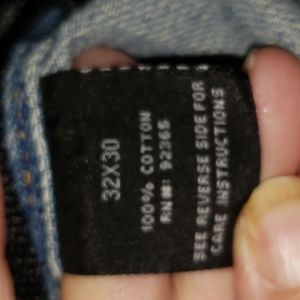 32X30
100% COTTON
RN#: 92365
SEE REVERSE SIDE FOR
CARE INSTRUCTIONS